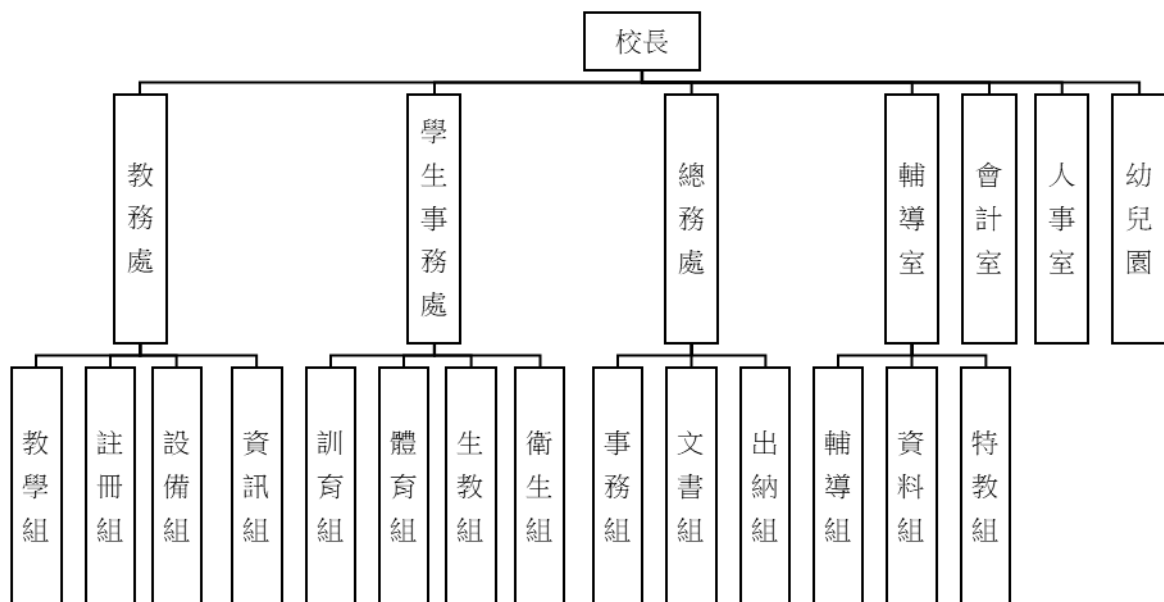 校長
教務處
學生事務處
總務處
輔導室
會計室
人事室
幼兒園
教學組
註冊組
設備組
資訊組
訓育組
體育組
生教組
衛生組
事務組
文書組
出納組
輔導組
資料組
特教組